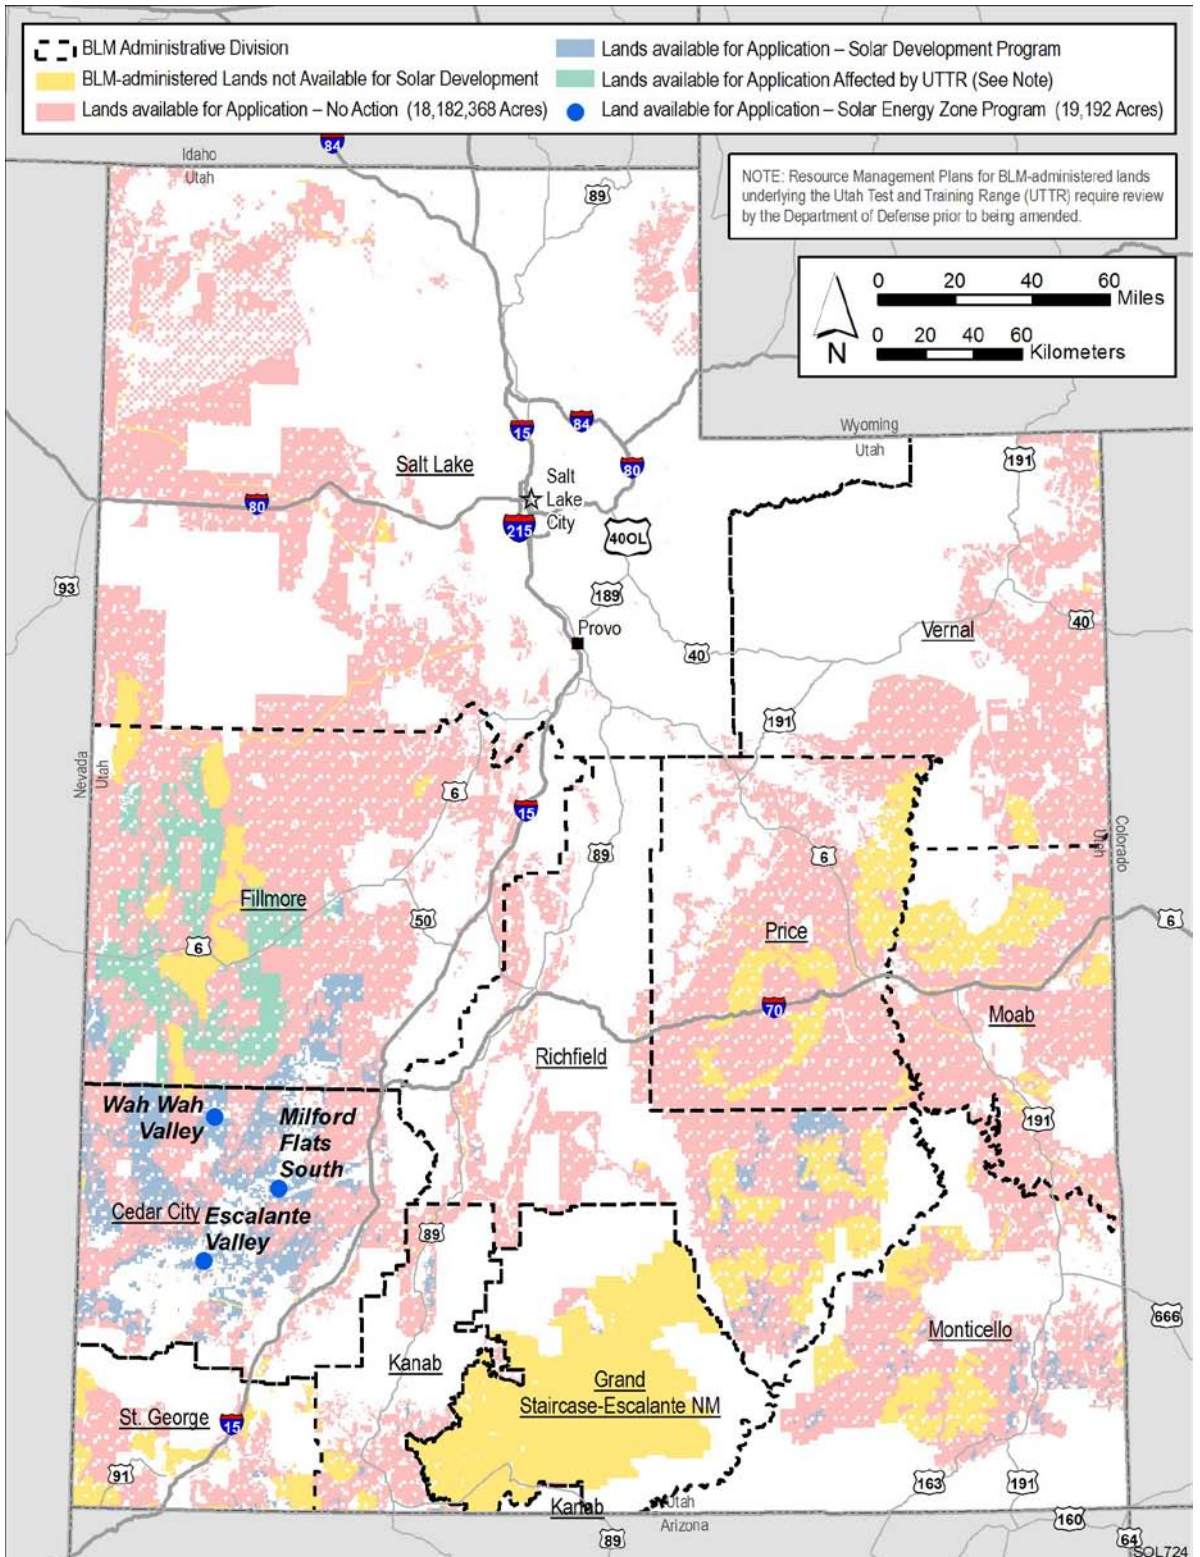 BLM Administrative Division
BLM-administered Lands not Available for Solar Development
Lands available for Application – No Action (18,182,368 Acres)
Lands available for Application – Solar Development Program
Lands available for Application Affected by UTTR (See Note)
Land available for Application – Solar Energy Zone Program (19,192 Acres)
84
Idaho
Utah
89
NOTE: Resource Management Plans for BLM-administered lands
underlying the Utah Test and Training Range (UTTR) require review
by the Department of Defense prior to being amended.
0 20 40 60
Miles
0 20 40 60
Kilometers
N
15
84
Wyoming
Utah
191
Salt Lake
80
80
Salt
Lake
City
215
40OL
93
189
Provo
Vernal
40
40
191
Nevada
Utah
6
15
89
6
Colorado
Utah
Fillmore
50
6
Price
6
70
Moab
Richfield
Wah Wah
Valley
Milford
Flats
South
191
Cedar City
Escalante
Valley
89
666
Monticello
Kanab
Grand
Staircase-Escalante NM
St. George
15
91
163
191
Kanab
Utah
Arizona
160
89
64
SOL724